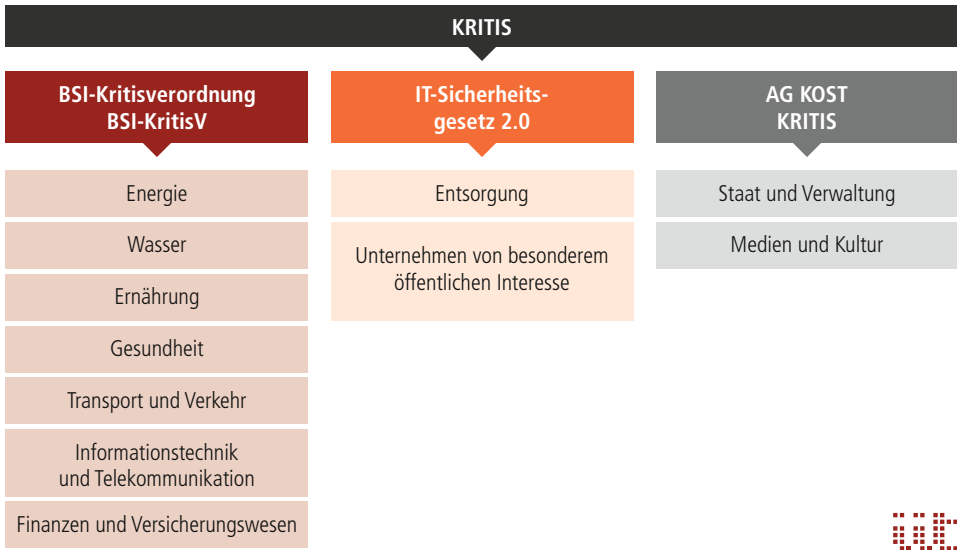 KRITIS
BSI-Kritisverordnung
BSI-KritisV
Energie
Wasser
Ernährung
Gesundheit
Transport und Verkehr
Informationstechnik
und Telekommunikation
Finanzen und Versicherungswesen
IT-Sicherheits-
gesetz 2.0
Entsorgung
Unternehmen von besonderem
öffentlichen Interesse
AG KOST
KRITIS
Staat und Verwaltung
Medien und Kultur